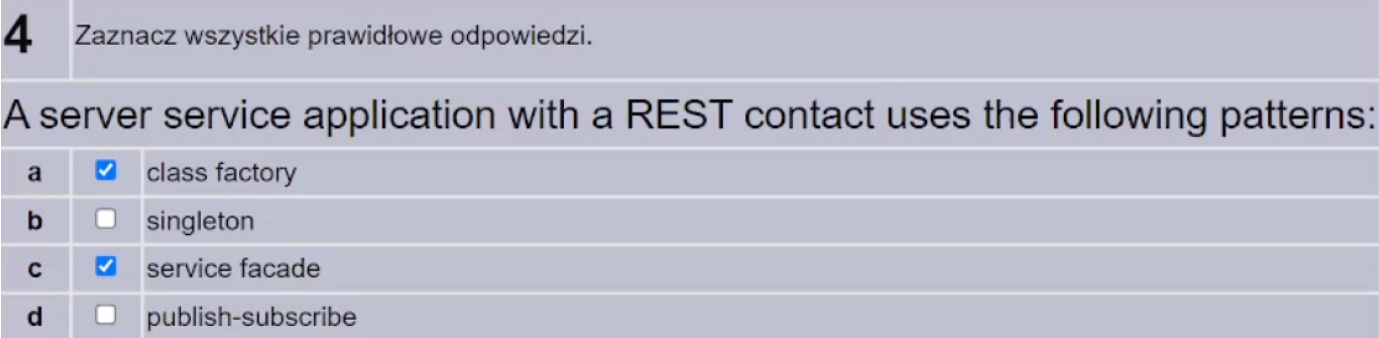 4 Zaznacz wszystkie prawidłowe odpowiedzi.
A server service application with a REST contact uses the following patterns:
a class factory
b singleton
c service facade
d publish-subscribe